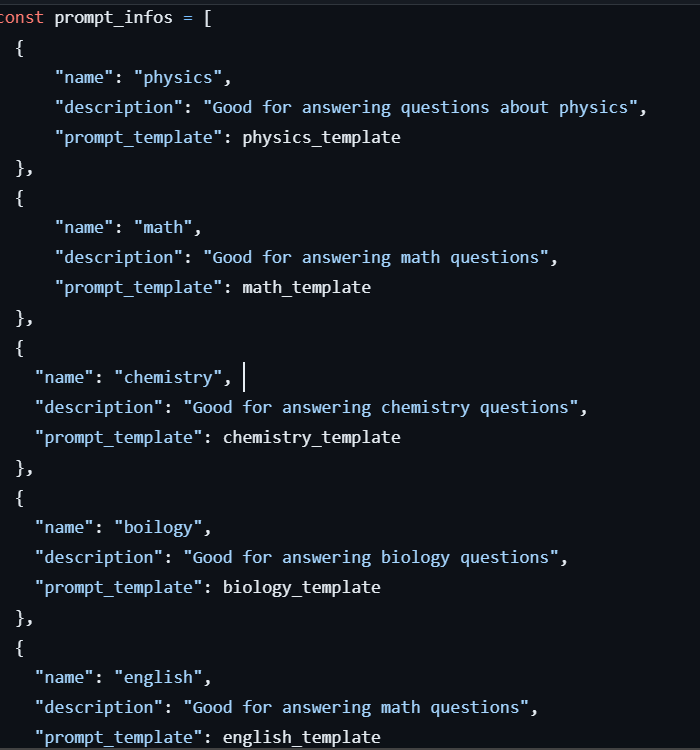 const prompt_infos = [
{
"name": "physics",
"description": "Good for answering questions about physics",
"prompt_template": physics_template
},
{
"name": "math",
"description": "Good for answering math questions",
"prompt_template": math_template
},
{
"name": "chemistry",
"description": "Good for answering chemistry questions",
"prompt_template": chemistry_template
},
{
"name": "boilogy",
"description": "Good for answering biology questions",
"prompt_template": biology_template
},
{
"name": "english",
"description": "Good for answering math questions",
"prompt_template": english_template